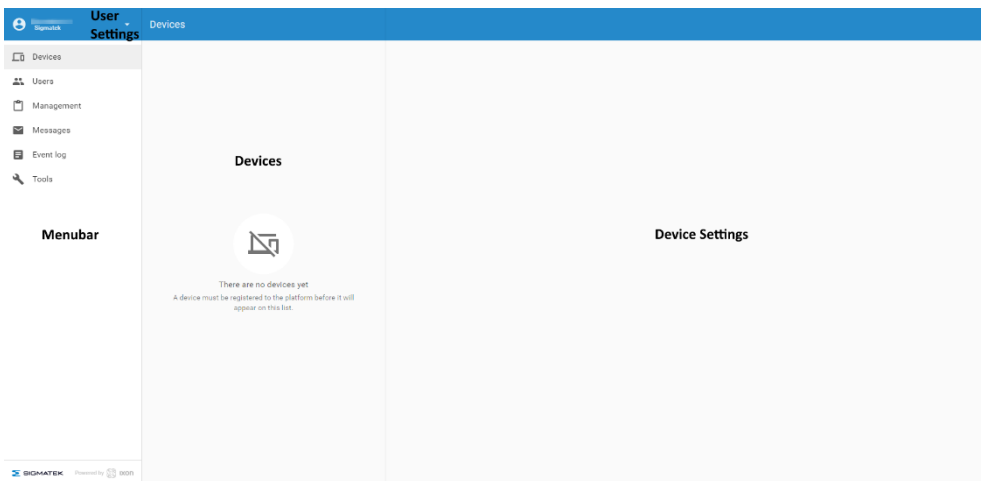 User
Settings
Sigmatek
Devices
Devices
Users
Management
Messages
Event log
Tools
Menubar
Devices
There are no devices yet
A device must be registered to the platform before it will
appear on this list.
Device Settings
SIGMATEK
Powered by IXON